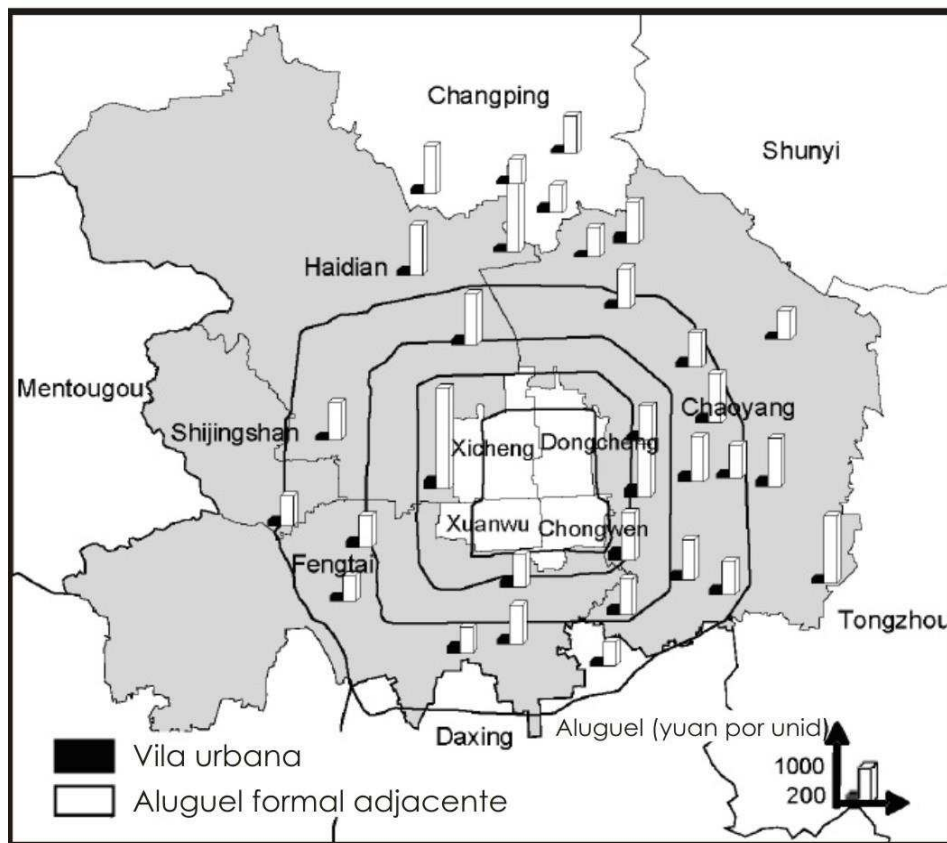 Changping
Shunyi
Haidian
Mentougou
Chaoyang
Shijingshan
Xicheng
Dongcheng
Xuanwu
Chongwen
Fengtai
Tongzhou
Daxing
Aluguel (yuan por unid)
Vila urbana
1000
200
Aluguel formal adjacente